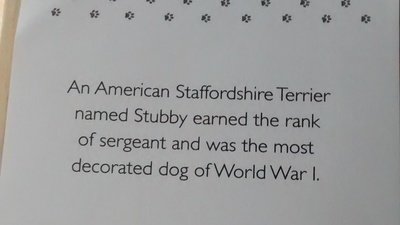 An American Staffordshire Terrier
named Stubby earned the rank
of sergeant and was the most
decorated dog of World War I.